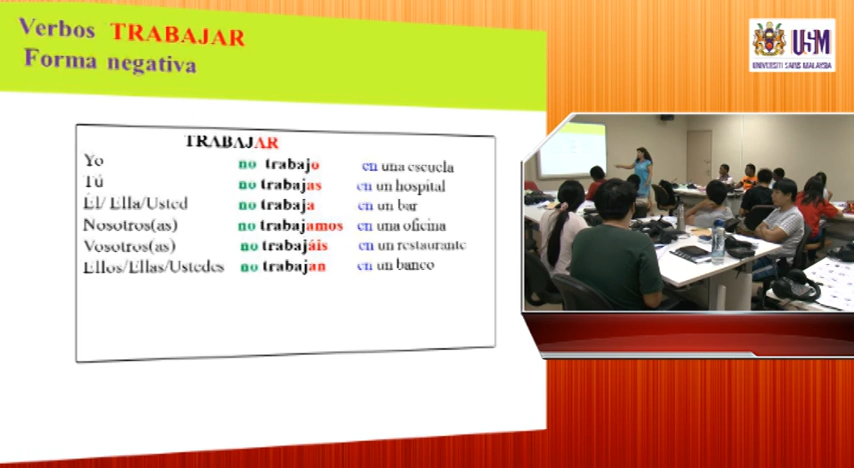 Verbos TRABAJAR
Forma negativa
TRABAJAR
Yo no trabajo en una escuela
Tú no trabajas en un hospital
Él/ Ella/Usted no trabaja en un bar
Nosotros(as) no trabajamos en una oficina
Vosotros(as) no trabajáis en un restaurante
Ellos/Ellas/Ustedes no trabajan en un banco
USM
UNIVERSITI SAINS MALAYSIA